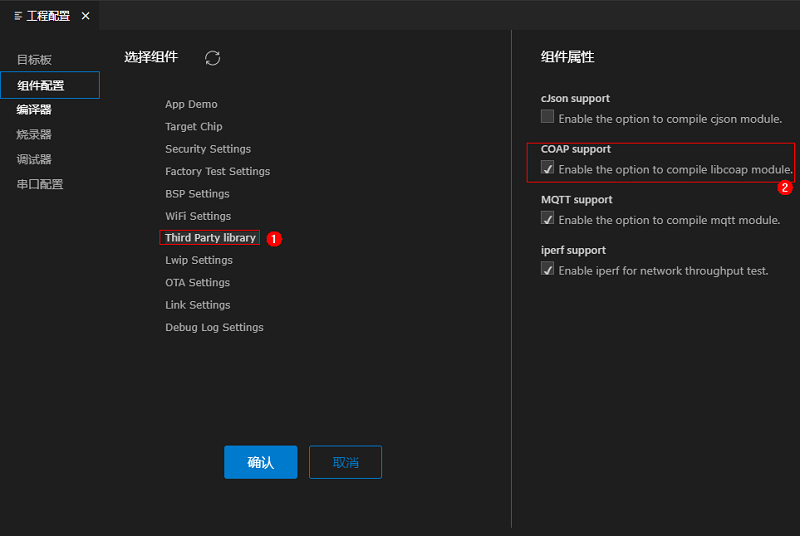 工程配置
目标板
组件配置
编译器
烧录器
调试器
串口配置
选择组件
App Demo
Target Chip
Security Settings
Factory Test Settings
BSP Settings
WiFi Settings
Third Party library
1
Lwip Settings
OTA Settings
Link Settings
Debug Log Settings
确认
取消
组件属性
cJson support
Enable the option to compile cjson module.
COAP support
Enable the option to compile libcoap module.
2
MQTT support
Enable the option to compile mqtt module.
iperf support
Enable iperf for network throughput test.